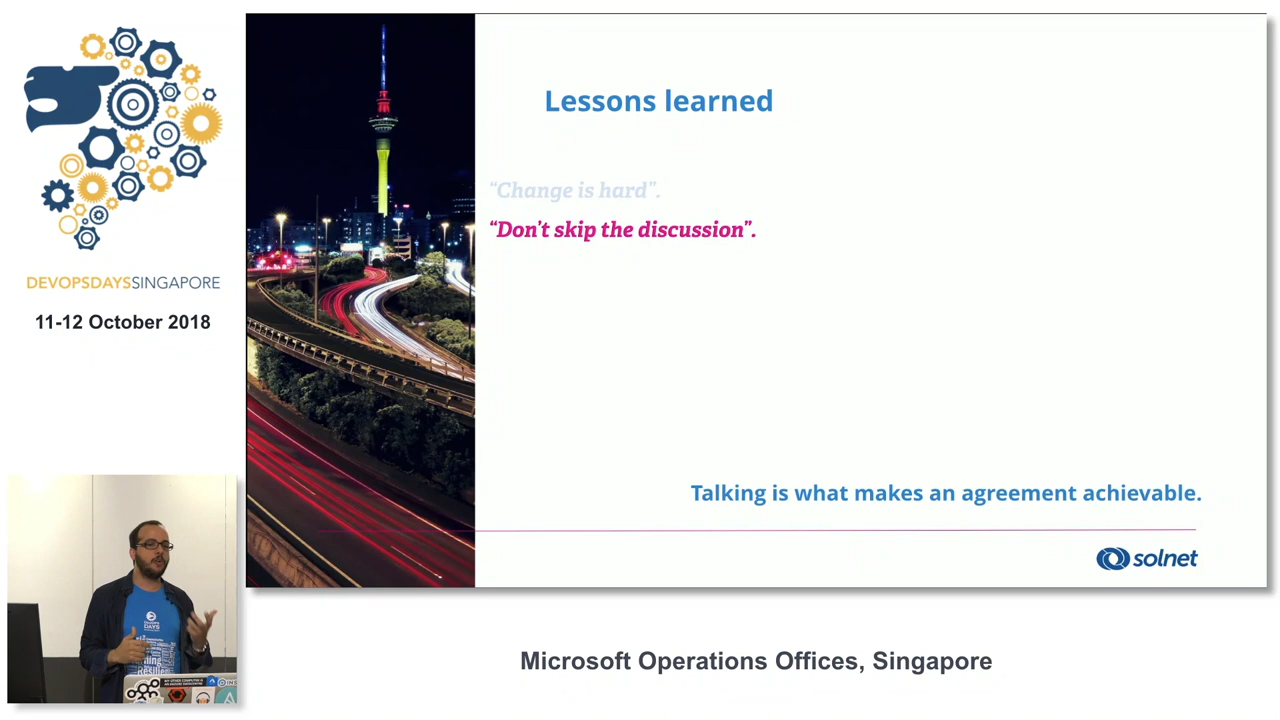 DEVOPSDAYSSINGAPORE
11-12 October 2018
Lessons learned
“Change is hard”.
“Don’t skip the discussion”.
Talking is what makes an agreement achievable.
solnet
Microsoft Operations Offices, Singapore